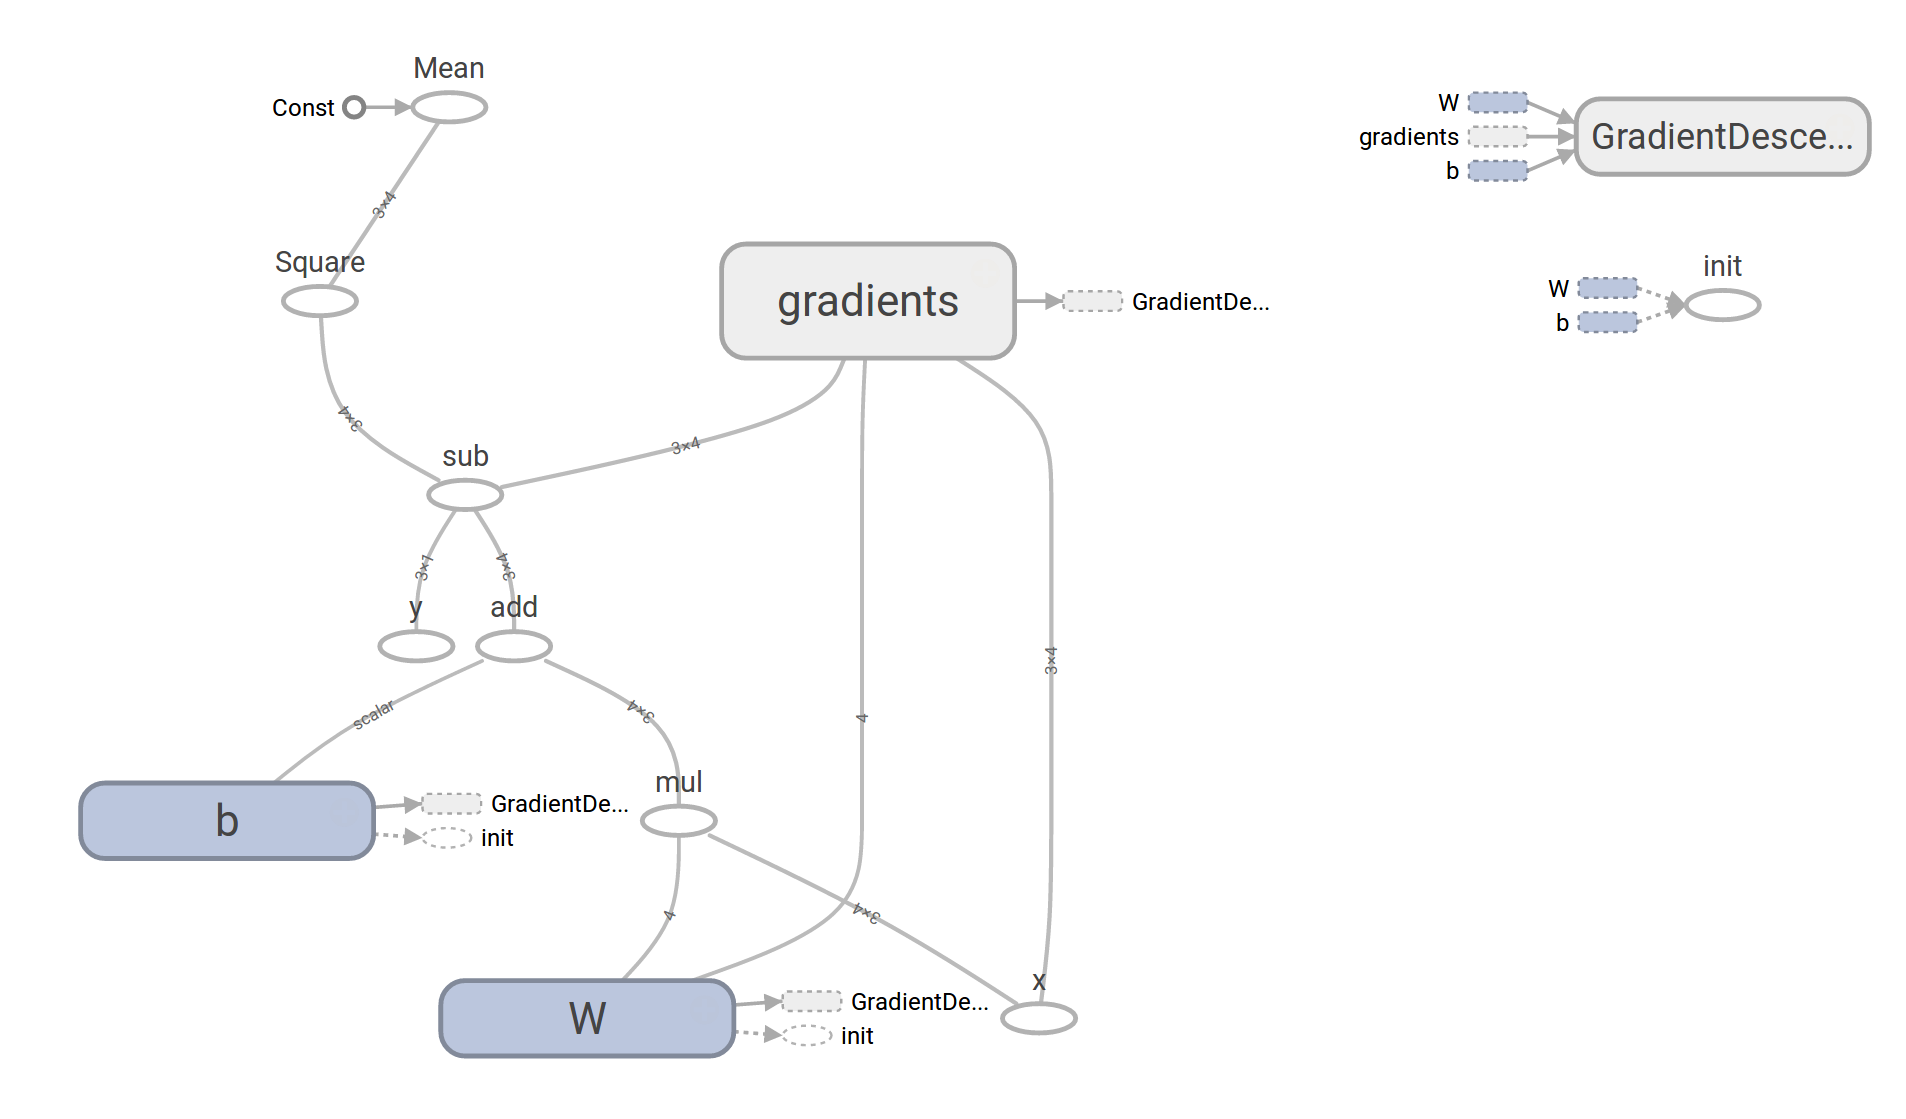 Mean
Const
3×4
Square
3×4
sub
3×1
3×4
y
add
scalar
3×4
b
GradientDe...
init
mul
4
3×4
W
GradientDe...
init
x
gradients
GradientDe...
3×4
4
3×4
W
gradients
b
GradientDesce...
init
W
b